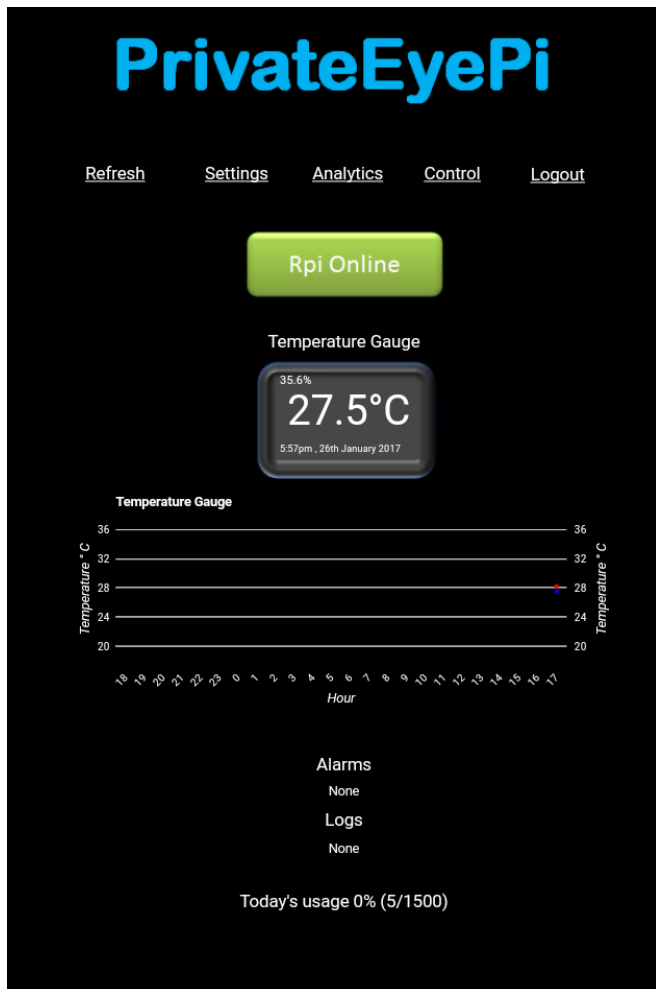 PrivateEyePi
Refresh Settings Analytics Control Logout
Rpi Online
Temperature Gauge
35.6%
27.5°C
5:57pm , 26th January 2017
Temperature Gauge
36 36
32 32
28 28
24 24
20 20
Temperature ° C
Temperature ° C
18 19 20 21 22 23 0 1 2 3 4 5 6 7 8 9 10 11 12 13 14 15 16 17
Hour
Alarms
None
Logs
None
Today's usage 0% (5/1500)